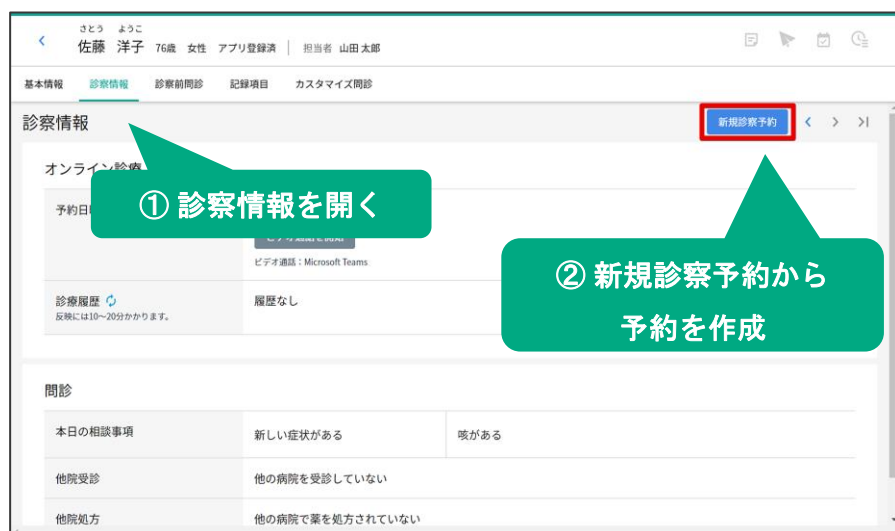 さとう ようこ
佐藤 洋子 76歳 女性 アプリ登録済 担当者 山田 太郎
基本情報 診察情報 診察前問診 記録項目 カスタマイズ問診
診察情報 新規診察予約
オンライン診療
① 診察情報を開く
予約日
ビデオ通話：Microsoft Teams
② 新規診察予約から
予約を作成
診療履歴 履歴なし
反映には10～20分かかります。
問診
本日の相談事項 新しい症状がある 咳がある
他院受診 他の病院を受診していない
他院処方 他の病院で薬を処方されていない